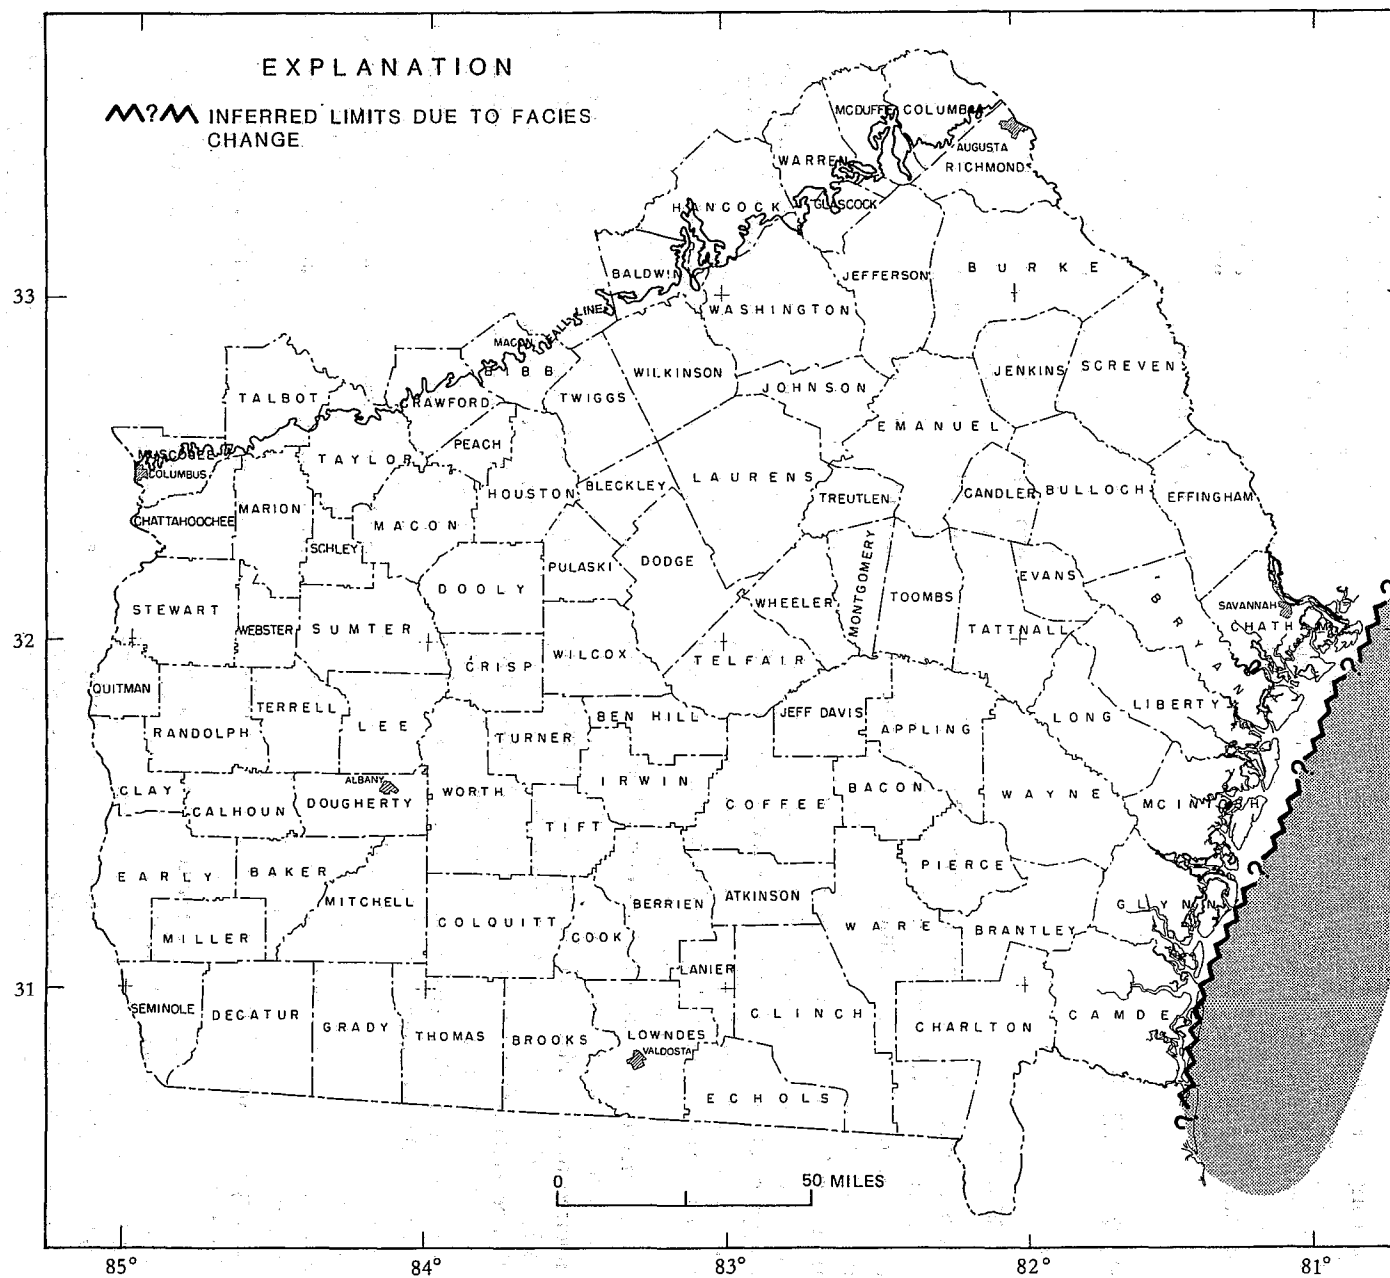 EXPLANATION
M?M INFERRED LIMITS DUE TO FACIES
CHANGE
MCDUFFIE COLUMBIA
AUGUSTA
RICHMOND
WARREN
GLASCOCK
HANCOCK
BALDWIN
JEFFERSON
BURKE
33
WASHINGTON
FALL LINE
MACON
BIBB
WILKINSON
JENKINS
SCREVEN
TALBOT
CRAWFORD
TWIGGS
JOHNSON
EMANUEL
PEACH
MUSCOGEE
COLUMBUS
TAYLOR
HOUSTON
BLECKLEY
LAURENS
TREUTLEN
CANDLER
BULLOCH
EFFINGHAM
CHATTAHOOCHEE
MARION
MACON
SCHLEY
PULASKI
DODGE
MONTGOMERY
EVANS
STEWART
DOOLY
WHEELER
TOOMBS
BRYAN
SAVANNAH
CHATHAM
WEBSTER
SUMTER
TATTNALL
32
CRISP
WILCOX
TELFAIR
QUITMAN
TERRELL
LEE
BEN HILL
JEFF DAVIS
APPLING
LONG
LIBERTY
RANDOLPH
TURNER
ALBANY
IRWIN
CLAY
CALHOUN
DOUGHERTY
WORTH
COFFEE
BACON
WAYNE
MCINTOSH
TIFT
EARLY
BAKER
PIERCE
MITCHELL
BERRIEN
ATKINSON
GLYNN
MILLER
COLQUITT
COOK
WARE
BRANTLEY
LANIER
31
SEMINOLE
DECATUR
GRADY
THOMAS
BROOKS
LOWNDES
VALDOSTA
CLINCH
CHARLTON
CAMDE
ECHOLS
?
?
?
?
?
0 50 MILES
85° 84° 83° 82° 81°